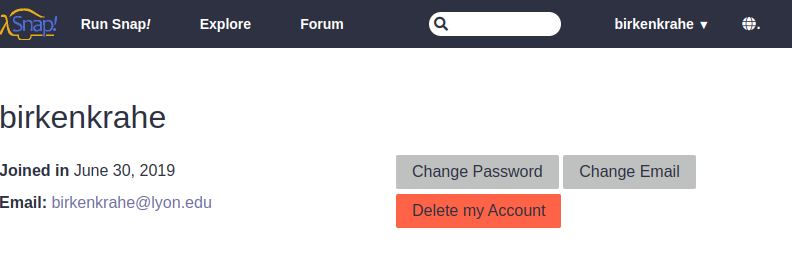 λSnap! Run Snap! Explore Forum birkenkrahe ▼ .
birkenkrahe
Joined in June 30, 2019
Email: birkenkrahe@lyon.edu
Change Password Change Email
Delete my Account